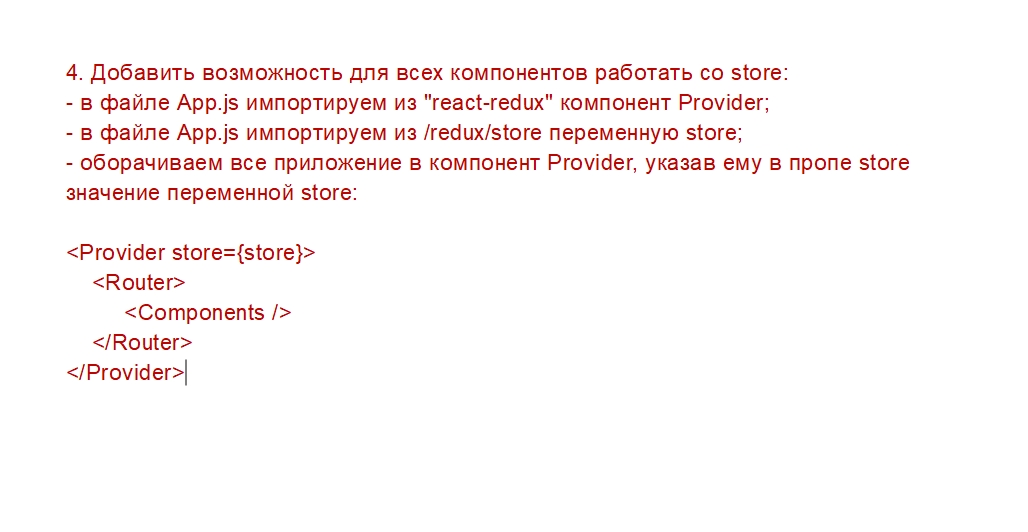 4. Добавить возможность для всех компонентов работать со store:
- в файле App.js импортируем из "react-redux" компонент Provider;
- в файле App.js импортируем из /redux/store переменную store;
- оборачиваем все приложение в компонент Provider, указав ему в пропе store
значение переменной store:
<Provider store={store}>
<Router>
<Components />
</Router>
</Provider>